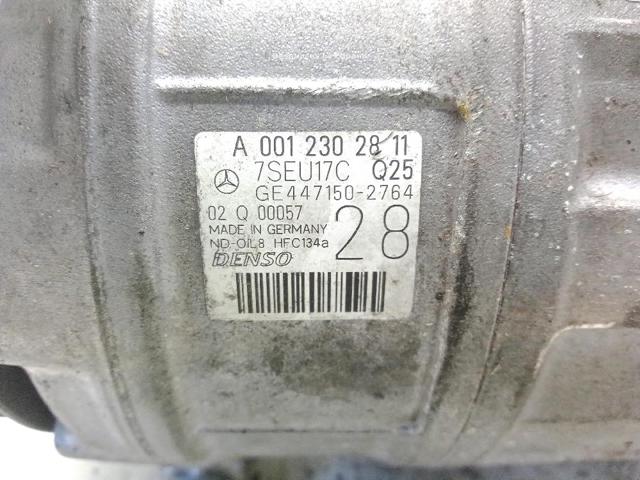 A 001 230 28 11
7SEU17C Q25
GE447150-2764
02 Q 00057
28
MADE IN GERMANY
ND-OIL8 HFC134a
DENSO